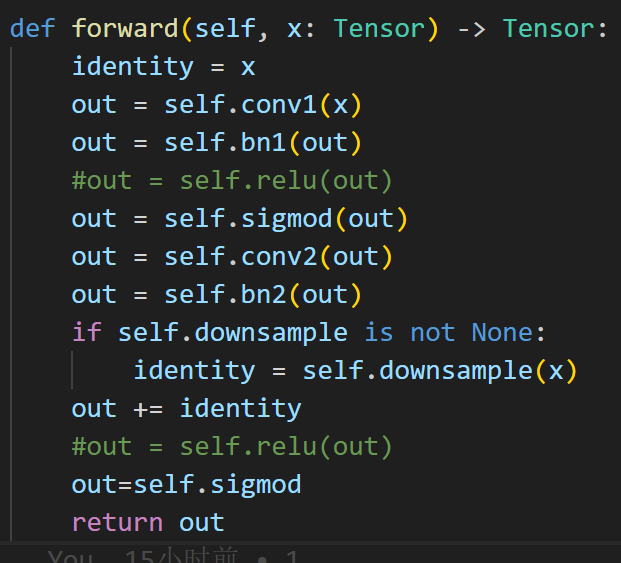 def forward(self, x: Tensor) -> Tensor:
    identity = x
    out = self.conv1(x)
    out = self.bn1(out)
    #out = self.relu(out)
    out = self.sigmod(out)
    out = self.conv2(out)
    out = self.bn2(out)
    if self.downsample is not None:
        identity = self.downsample(x)
    out += identity
    #out = self.relu(out)
    out=self.sigmod
    return out
You, 15小时前 • 1